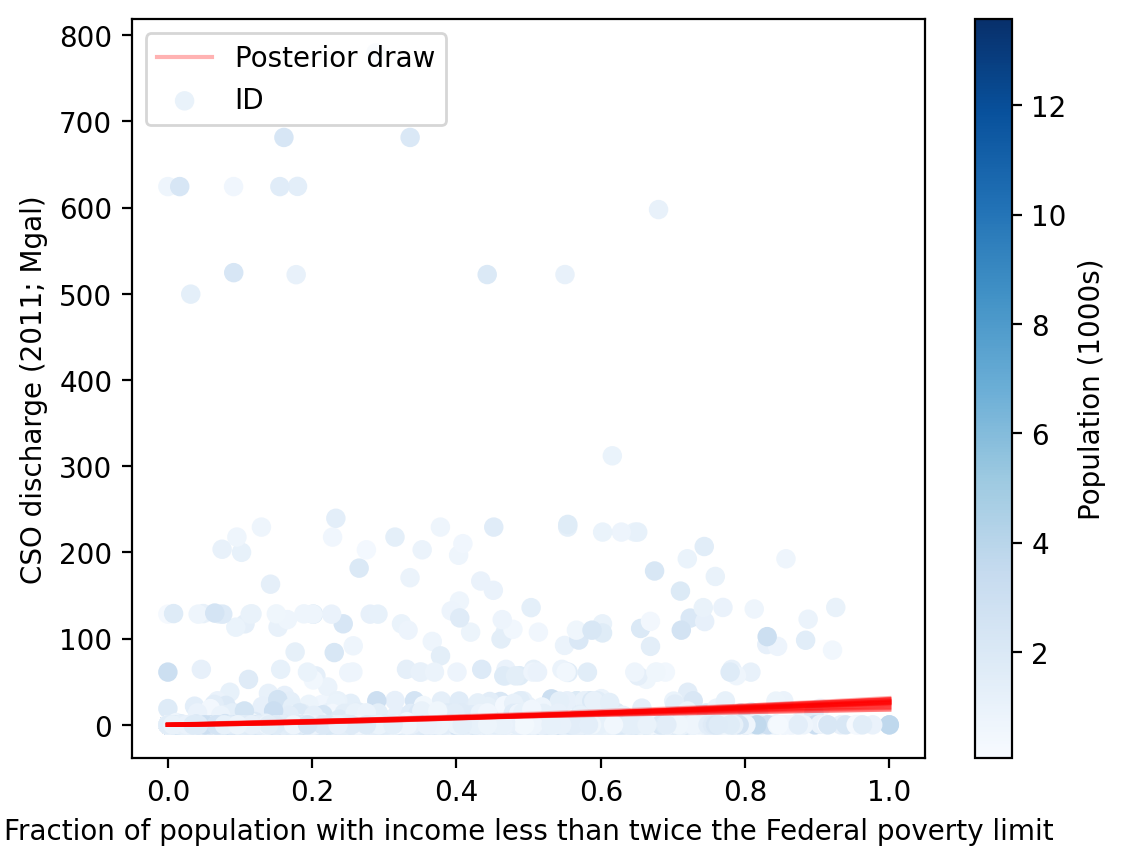 800
700
600
500
400
300
200
100
0
CSO discharge (2011; Mgal)
Posterior draw
ID
0.0 0.2 0.4 0.6 0.8 1.0
Fraction of population with income less than twice the Federal poverty limit
12
10
8
6
4
2
Population (1000s)